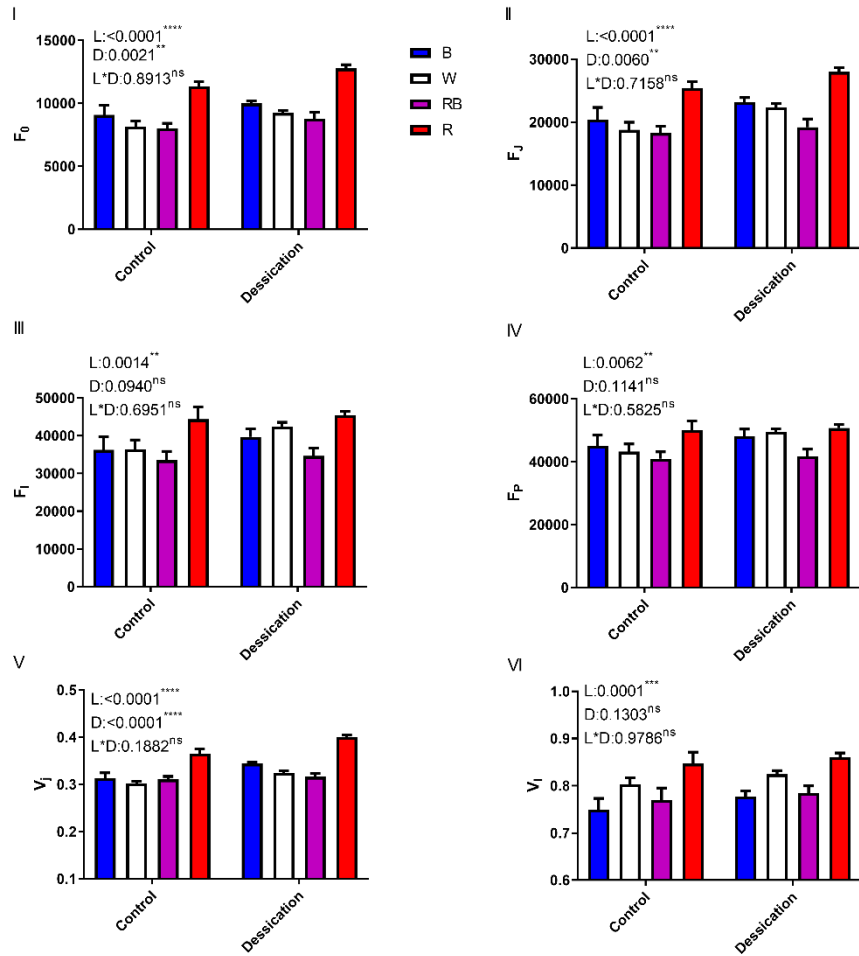 I
L:<0.0001****
D:0.0021**
L*D:0.8913ns
15000
10000
5000
0
F0
Control
Dessication
B
W
RB
R
II
L:<0.0001****
D:0.0060**
L*D:0.7158ns
30000
20000
10000
0
FJ
Control
Dessication
III
L:0.0014**
D:0.0940ns
L*D:0.6951ns
50000
40000
30000
20000
10000
0
FI
Control
Dessication
IV
L:0.0062**
D:0.1141ns
L*D:0.5825ns
60000
40000
20000
0
FP
Control
Dessication
V
L:<0.0001****
D:<0.0001****
L*D:0.1882ns
0.5
0.4
0.3
0.2
0.1
Vj
Control
Dessication
VI
L:0.0001***
D:0.1303ns
L*D:0.9786ns
1.0
0.9
0.8
0.7
0.6
VI
Control
Dessication